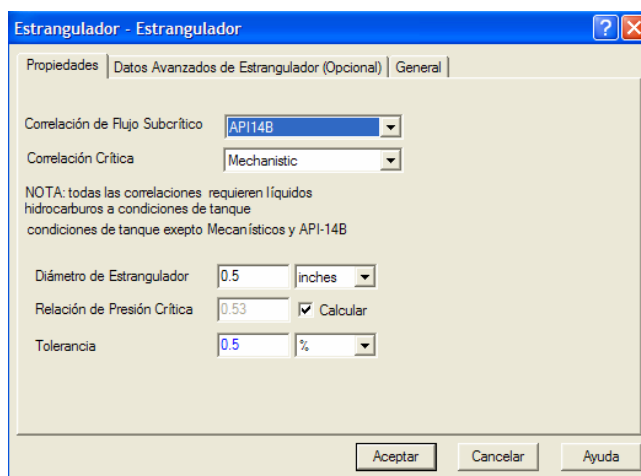 Estrangulador - Estrangulador
Propiedades Datos Avanzados de Estrangulador (Opcional) General
Correlación de Flujo Subcrítico API14B
Correlación Crítica Mechanistic
NOTA: todas las correlaciones requieren líquidos
hidrocarburos a condiciones de tanque
condiciones de tanque exepto Mecanísticos y API-14B
Diámetro de Estrangulador 0.5 inches
Relación de Presión Crítica 0.53 Calcular
Tolerancia 0.5 %
Aceptar Cancelar Ayuda